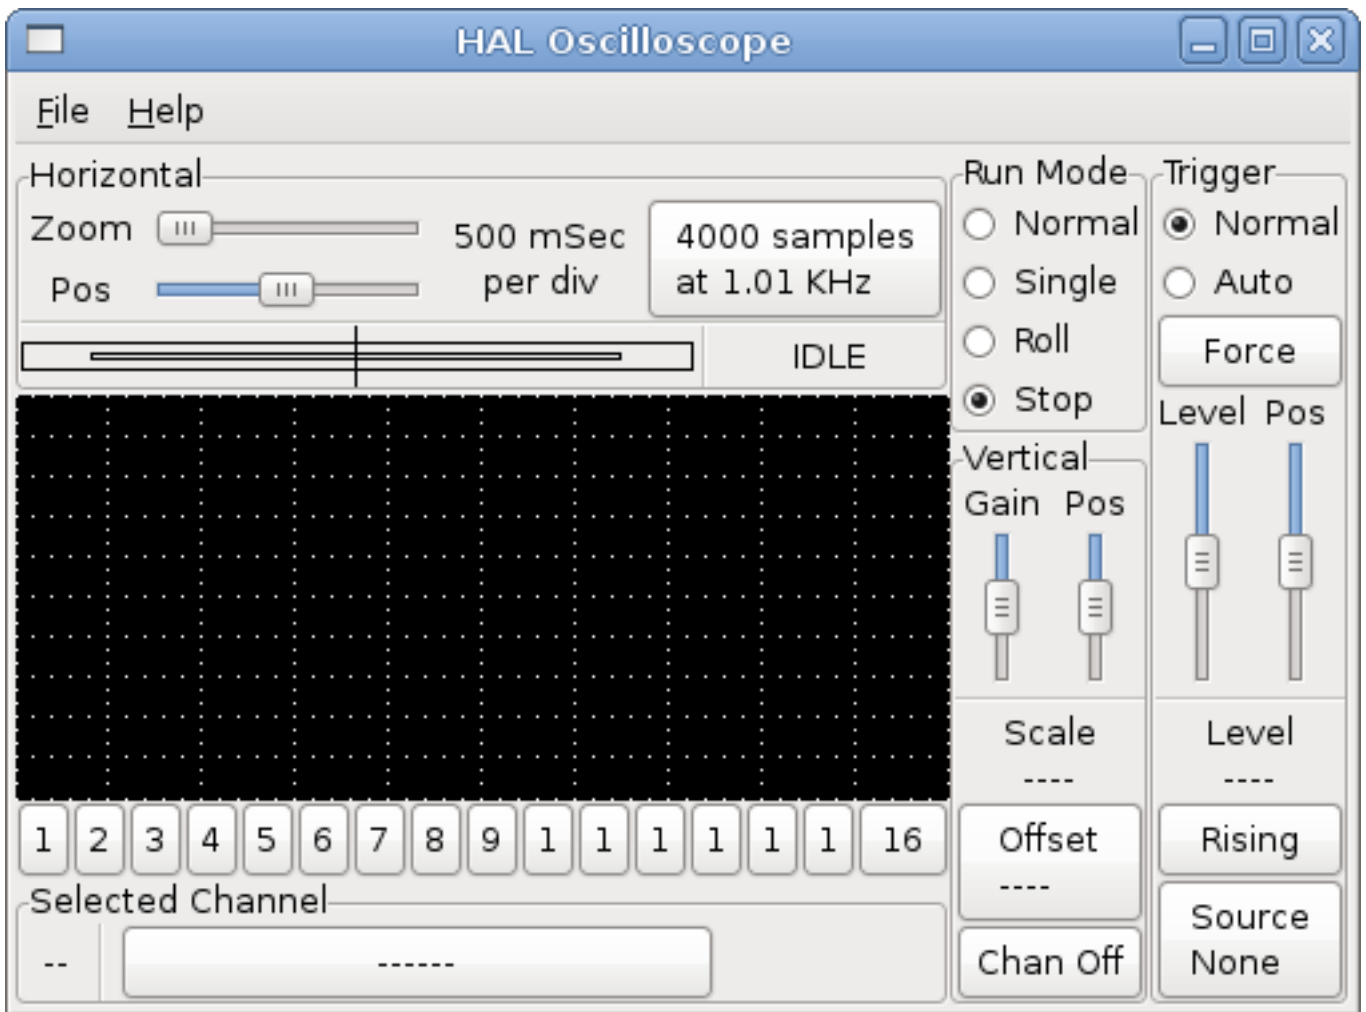 HAL Oscilloscope
File Help
Horizontal
Zoom
Pos
500 mSec
per div
4000 samples
at 1.01 KHz
IDLE
Run Mode
Normal
Single
Roll
Stop
Trigger
Normal
Auto
Force
Level Pos
Vertical
Gain Pos
Scale
----
Level
----
1 2 3 4 5 6 7 8 9 1 1 1 1 1 1 16
Offset
----
Rising
Selected Channel
-- ------
Chan Off
Source
None